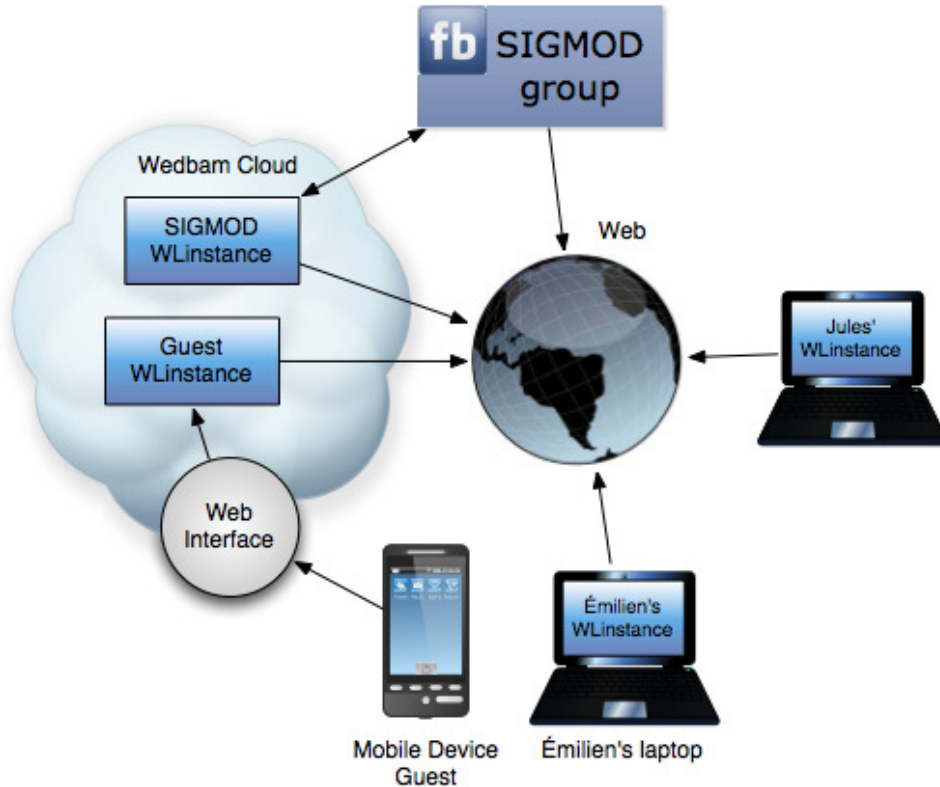 fb SIGMOD
group
Wedbam Cloud
SIGMOD
WLinstance
Web
Guest
WLinstance
Jules'
WLinstance
Web
Interface
Émilien's
WLinstance
Mobile Device
Guest
Émilien's laptop